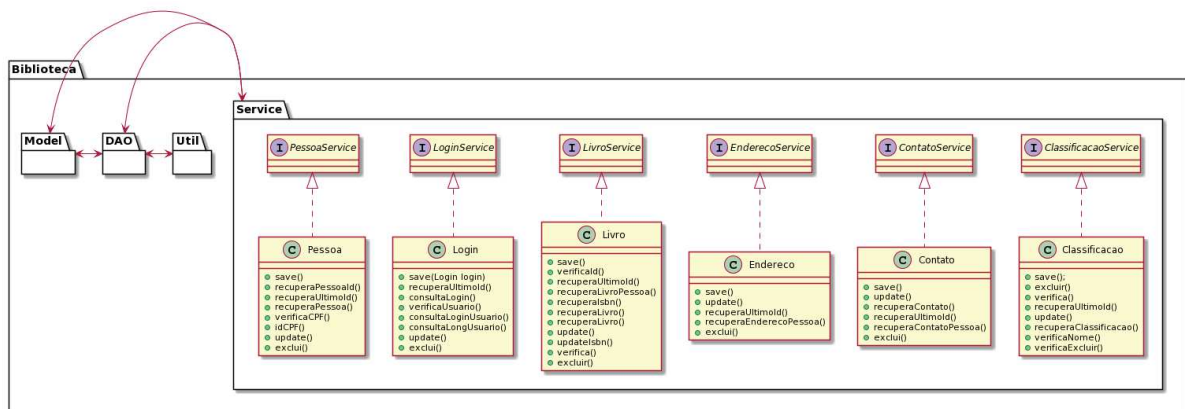 Biblioteca
Model
DAO
Util
Service
I PessoaService
I LoginService
I LivroService
I EnderecoService
I ContatoService
I ClassificacaoService
C Pessoa
save()
recuperaPessoaId()
recuperaUltimoId()
recuperaPessoa()
verificaCPF()
idCPF()
update()
exclui()
C Login
save(Login login)
recuperaUltimoId()
consultaLogin()
verificaUsuario()
consultaLoginUsuario()
consultaLongUsuario()
update()
exclui()
C Livro
save()
verificaId()
recuperaUltimoId()
recuperaLivroPessoa()
recuperaIsbn()
recuperaLivro()
recuperaLivro()
update()
updateIsbn()
verifica()
excluir()
C Endereco
save()
update()
recuperaUltimoId()
recuperaEnderecoPessoa()
exclui()
C Contato
save()
update()
recuperaContato()
recuperaUltimoId()
recuperaContatoPessoa()
exclui()
C Classificacao
save();
excluir()
verifica()
recuperaUltimoId()
update()
recuperaClassificacao()
verificaNome()
verificaExcluir()